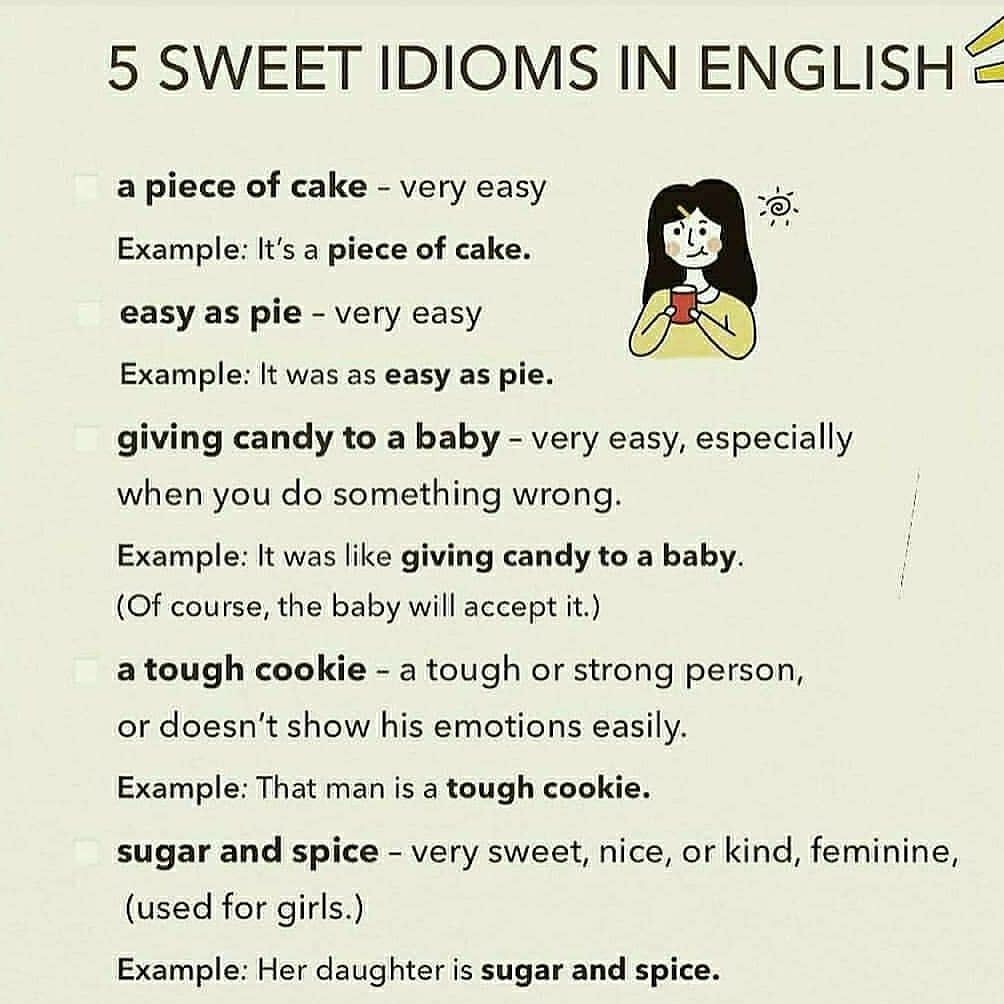 5 SWEET IDIOMS IN ENGLISH
a piece of cake – very easy
Example: It's a piece of cake.
easy as pie – very easy
Example: It was as easy as pie.
giving candy to a baby – very easy, especially
when you do something wrong.
Example: It was like giving candy to a baby.
(Of course, the baby will accept it.)
a tough cookie – a tough or strong person,
or doesn't show his emotions easily.
Example: That man is a tough cookie.
sugar and spice – very sweet, nice, or kind, feminine,
(used for girls.)
Example: Her daughter is sugar and spice.